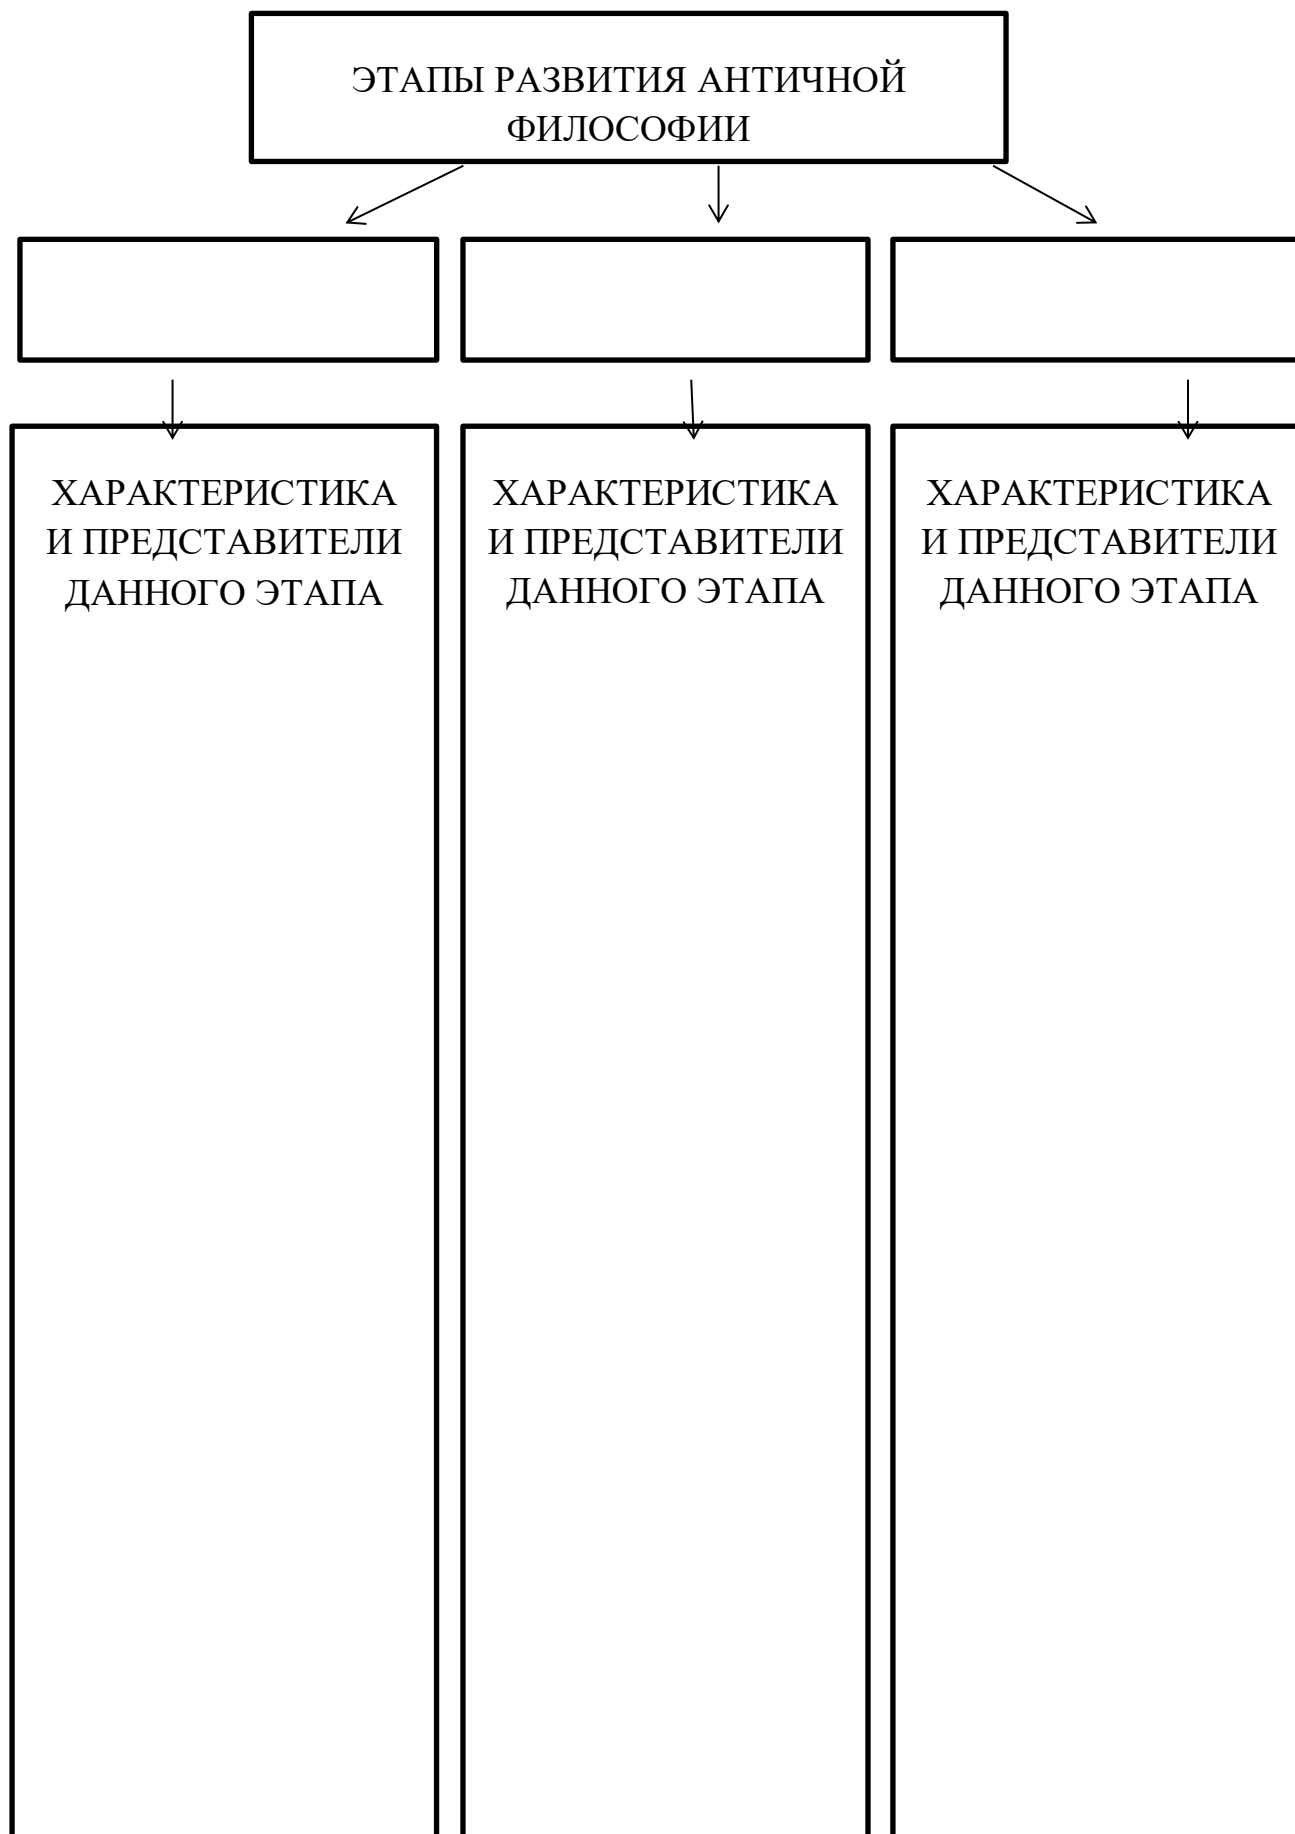 ЭТАПЫ РАЗВИТИЯ АНТИЧНОЙ
ФИЛОСОФИИ
ХАРАКТЕРИСТИКА
И ПРЕДСТАВИТЕЛИ
ДАННОГО ЭТАПА
ХАРАКТЕРИСТИКА
И ПРЕДСТАВИТЕЛИ
ДАННОГО ЭТАПА
ХАРАКТЕРИСТИКА
И ПРЕДСТАВИТЕЛИ
ДАННОГО ЭТАПА